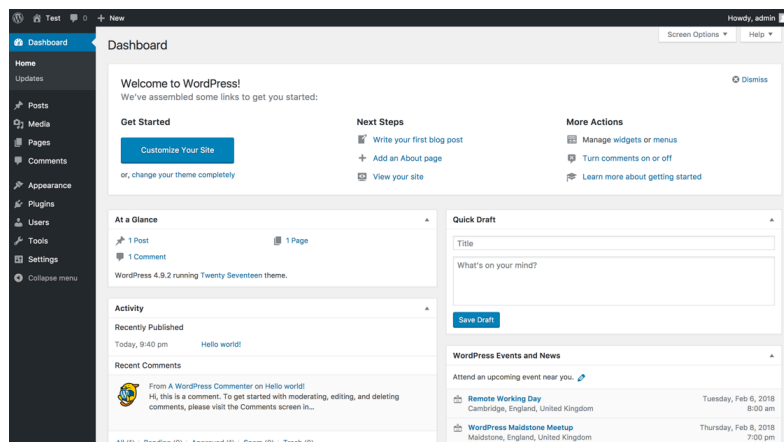 Test 0 + New Howdy, admin
Dashboard
Home
Updates
Posts
Media
Pages
Comments
Appearance
Plugins
Users
Tools
Settings
Collapse menu
Screen Options ▼ Help ▼
Dashboard
Welcome to WordPress!
We've assembled some links to get you started:
Dismiss
Get Started
Customize Your Site
or, change your theme completely
Next Steps
Write your first blog post
Add an About page
View your site
More Actions
Manage widgets or menus
Turn comments on or off
Learn more about getting started
At a Glance
1 Post 1 Page
1 Comment
WordPress 4.9.2 running Twenty Seventeen theme.
Activity
Recently Published
Today, 9:40 pm Hello world!
Recent Comments
From A WordPress Commenter on Hello world!
Hi, this is a comment. To get started with moderating, editing, and deleting
comments, please visit the Comments screen in...
Quick Draft
Title
What's on your mind?
Save Draft
WordPress Events and News
Attend an upcoming event near you.
Remote Working Day Tuesday, Feb 6, 2018
Cambridge, England, United Kingdom 8:00 am
WordPress Maidstone Meetup Thursday, Feb 8, 2018
Maidstone, England, United Kingdom 7:00 pm